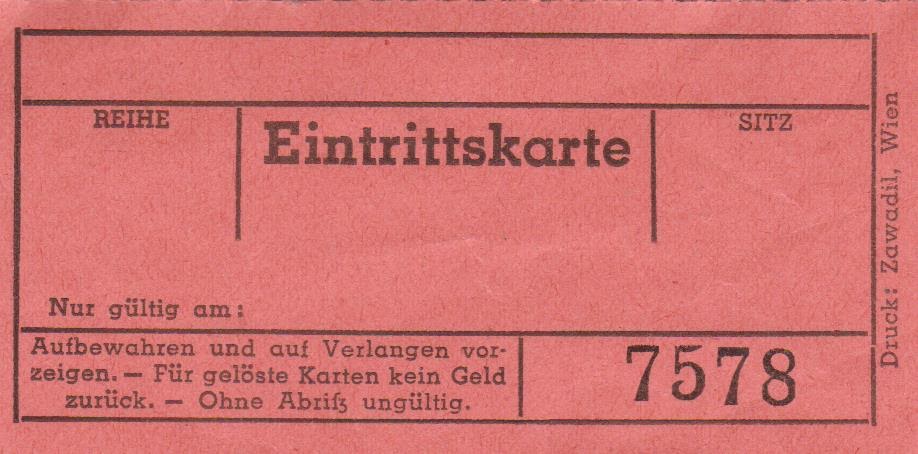 REIHE
Eintrittskarte
SITZ
Nur gültig am:
Aufbewahren und auf Verlangen vor-
zeigen. — Für gelöste Karten kein Geld
zurück. — Ohne Abriß ungültig.
7578
Druck: Zawadil, Wien